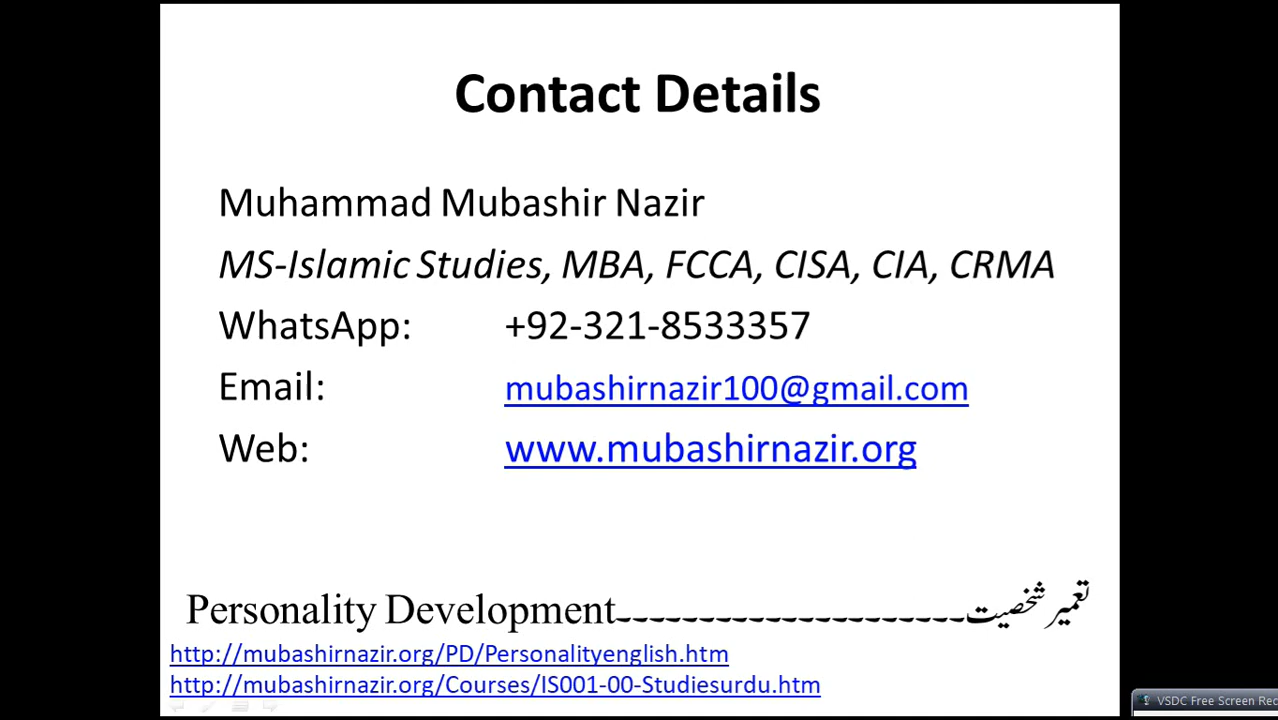 Contact Details
Muhammad Mubashir Nazir
MS-Islamic Studies, MBA, FCCA, CISA, CIA, CRMA
WhatsApp: +92-321-8533357
Email: mubashirnazir100@gmail.com
Web: www.mubashirnazir.org
Personality Development۔۔۔۔۔۔۔۔۔۔۔۔۔۔۔۔۔۔۔۔۔تعمیر شخصیت
http://mubashirnazir.org/PD/Personalityenglish.htm
http://mubashirnazir.org/Courses/IS001-00-Studiesurdu.htm
VSDC Free Screen Rec